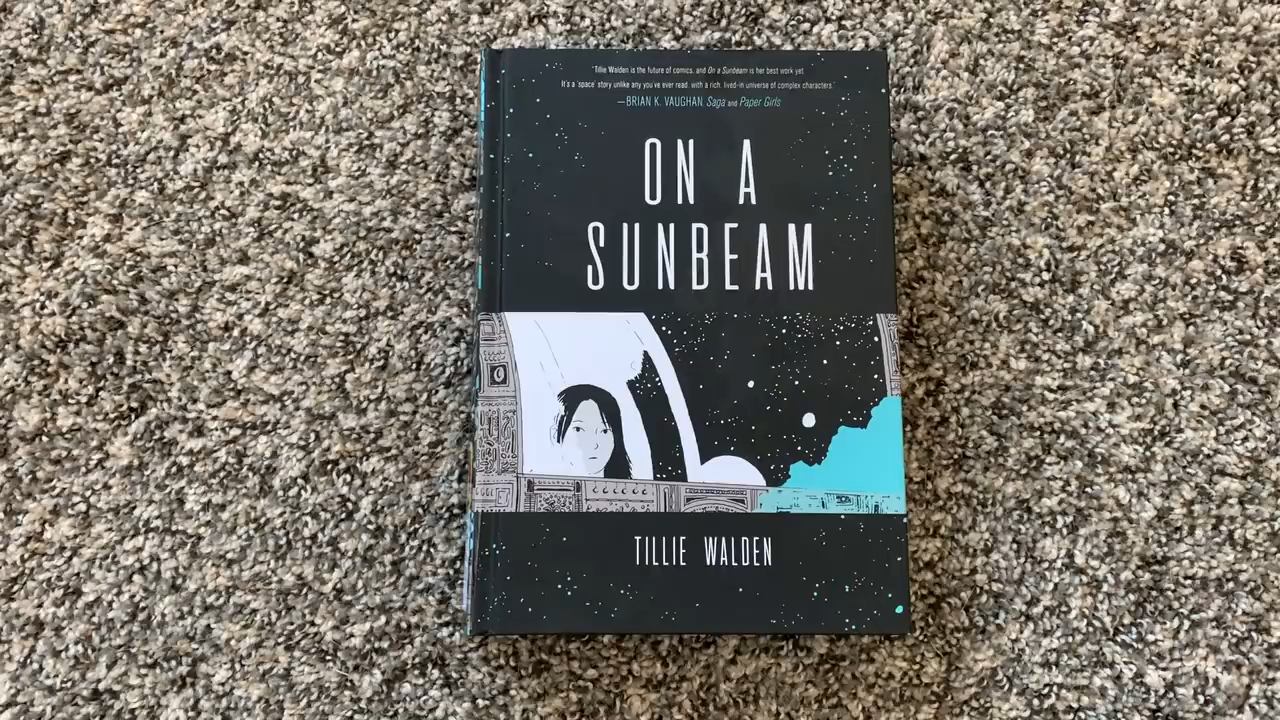 "Tillie Walden is the future of comics, and On a Sunbeam is her best work yet.
It's a 'space' story unlike any you've ever read, with a rich, lived-in universe of complex characters."
—BRIAN K. VAUGHAN, Saga and Paper Girls
ON A
SUNBEAM
TILLIE WALDEN